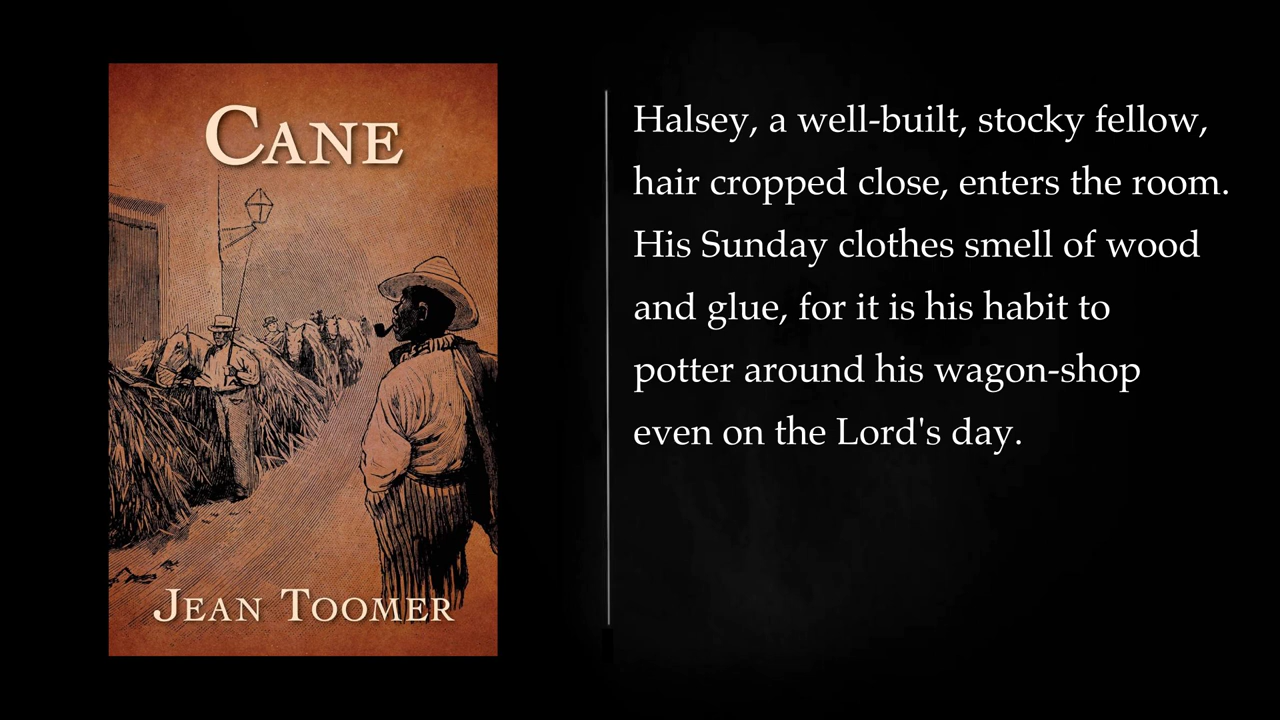 CANE
JEAN TOOMER
Halsey, a well-built, stocky fellow,
hair cropped close, enters the room.
His Sunday clothes smell of wood
and glue, for it is his habit to
potter around his wagon-shop
even on the Lord's day.